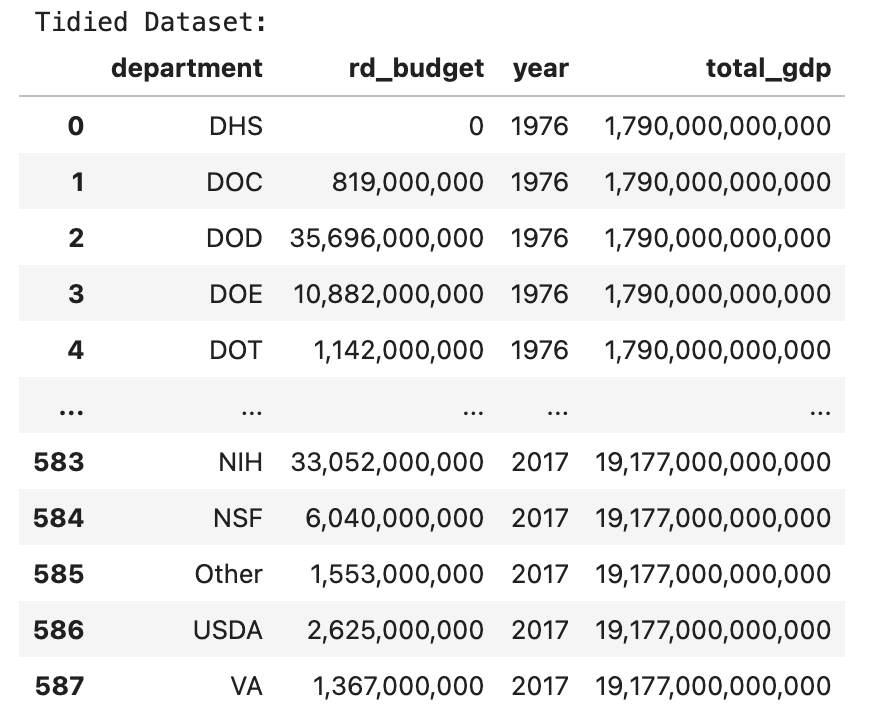 Tidied Dataset:
department rd_budget year total_gdp
0 DHS 0 1976 1,790,000,000,000
1 DOC 819,000,000 1976 1,790,000,000,000
2 DOD 35,696,000,000 1976 1,790,000,000,000
3 DOE 10,882,000,000 1976 1,790,000,000,000
4 DOT 1,142,000,000 1976 1,790,000,000,000
... ... ... ... ...
583 NIH 33,052,000,000 2017 19,177,000,000,000
584 NSF 6,040,000,000 2017 19,177,000,000,000
585 Other 1,553,000,000 2017 19,177,000,000,000
586 USDA 2,625,000,000 2017 19,177,000,000,000
587 VA 1,367,000,000 2017 19,177,000,000,000